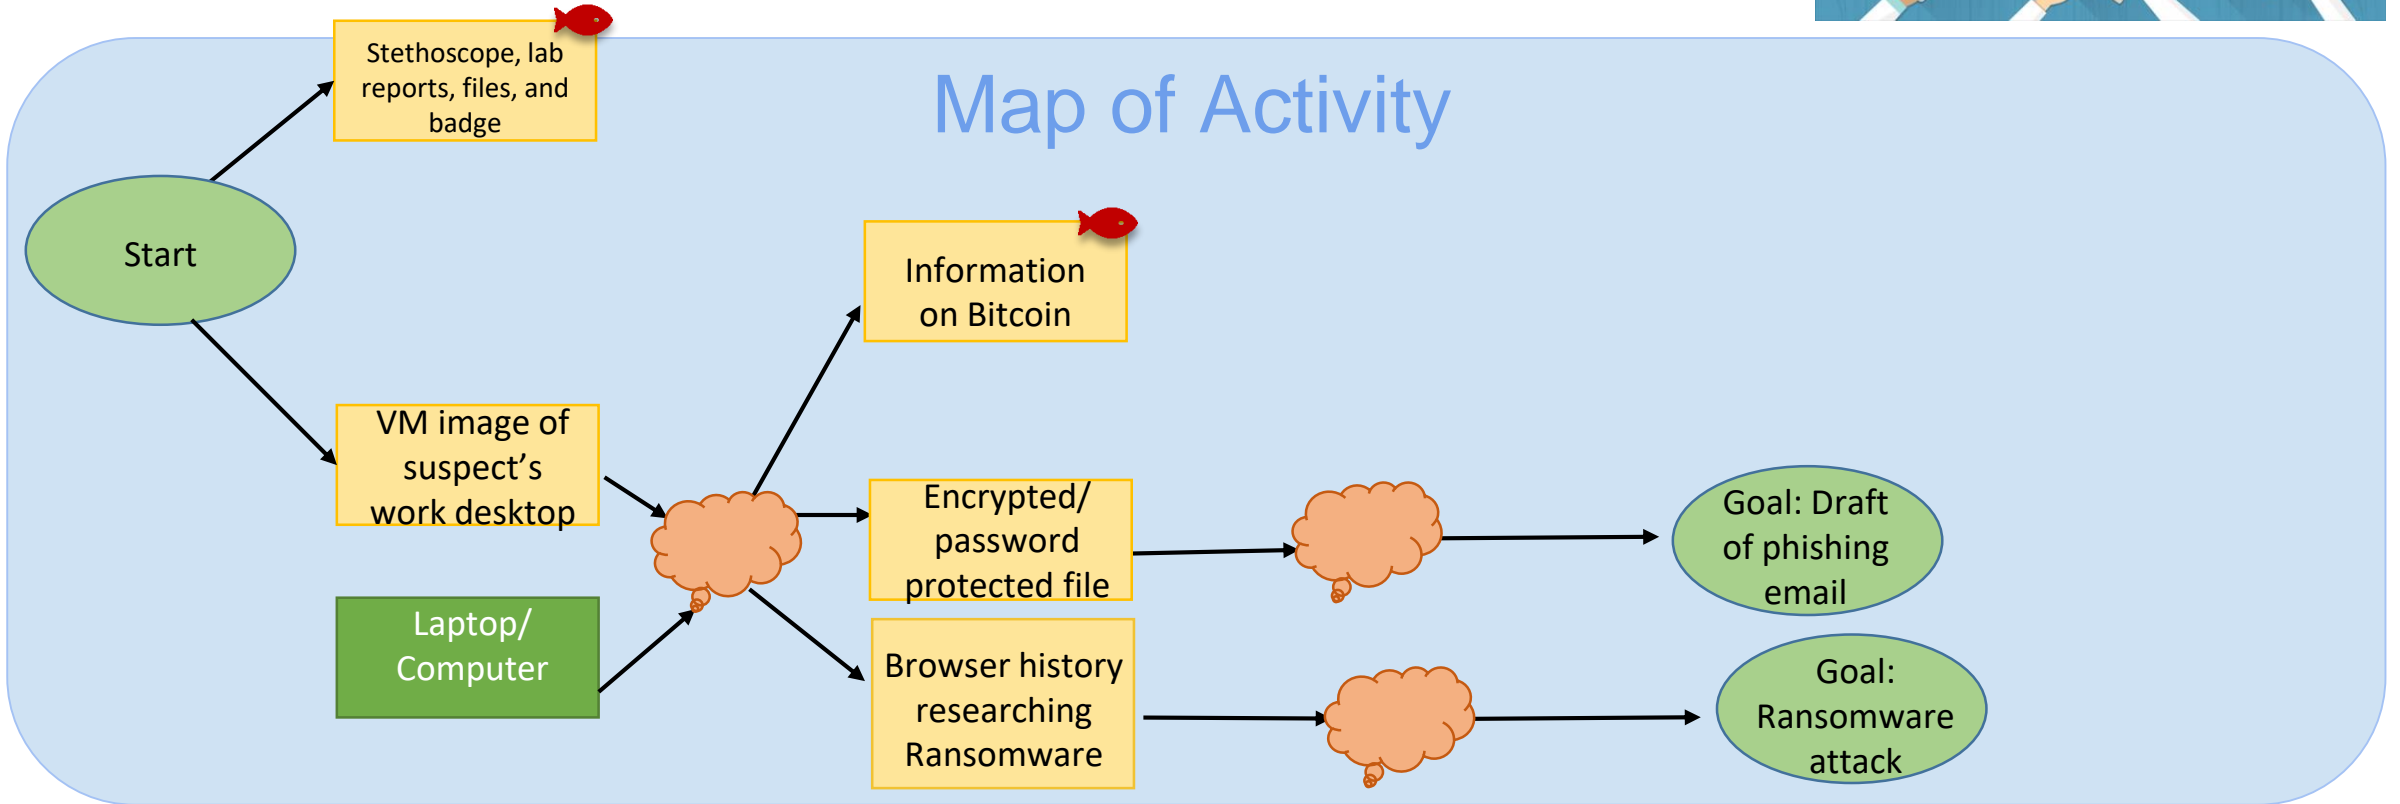 Stethoscope, lab
reports, files, and
badge
Map of Activity
Start
Information
on Bitcoin
VM image of
suspect’s
work desktop
Encrypted/
password
protected file
Goal: Draft
of phishing
email
Laptop/
Computer
Browser history
researching
Ransomware
Goal:
Ransomware
attack